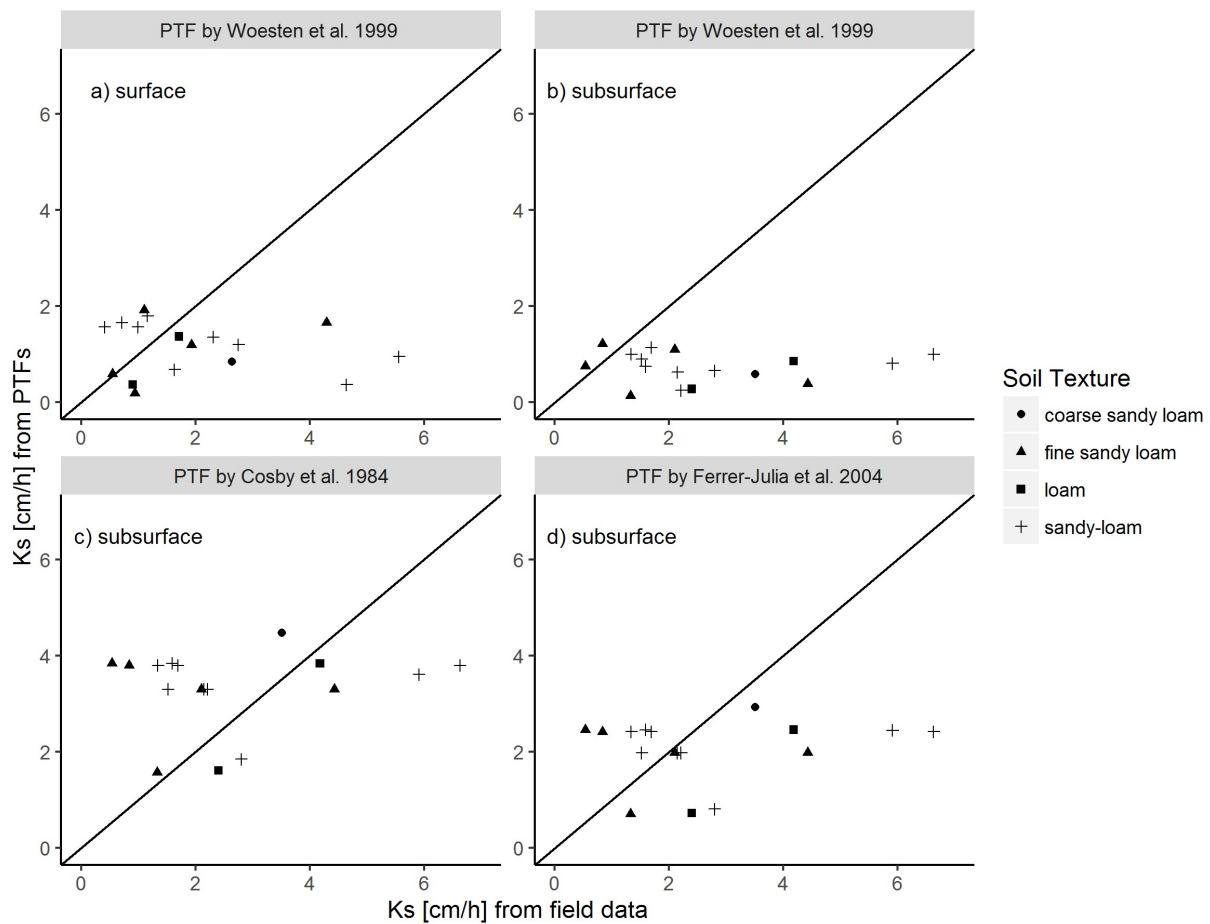 PTF by Woesten et al. 1999
PTF by Woesten et al. 1999
a) surface
b) subsurface
6
4
2
0
0 2 4 6
6
4
2
0
0 2 4 6
PTF by Cosby et al. 1984
PTF by Ferrer-Julia et al. 2004
c) subsurface
d) subsurface
6
4
2
0
0 2 4 6
6
4
2
0
0 2 4 6
Ks [cm/h] from PTFs
Ks [cm/h] from field data
Soil Texture
coarse sandy loam
fine sandy loam
loam
sandy-loam